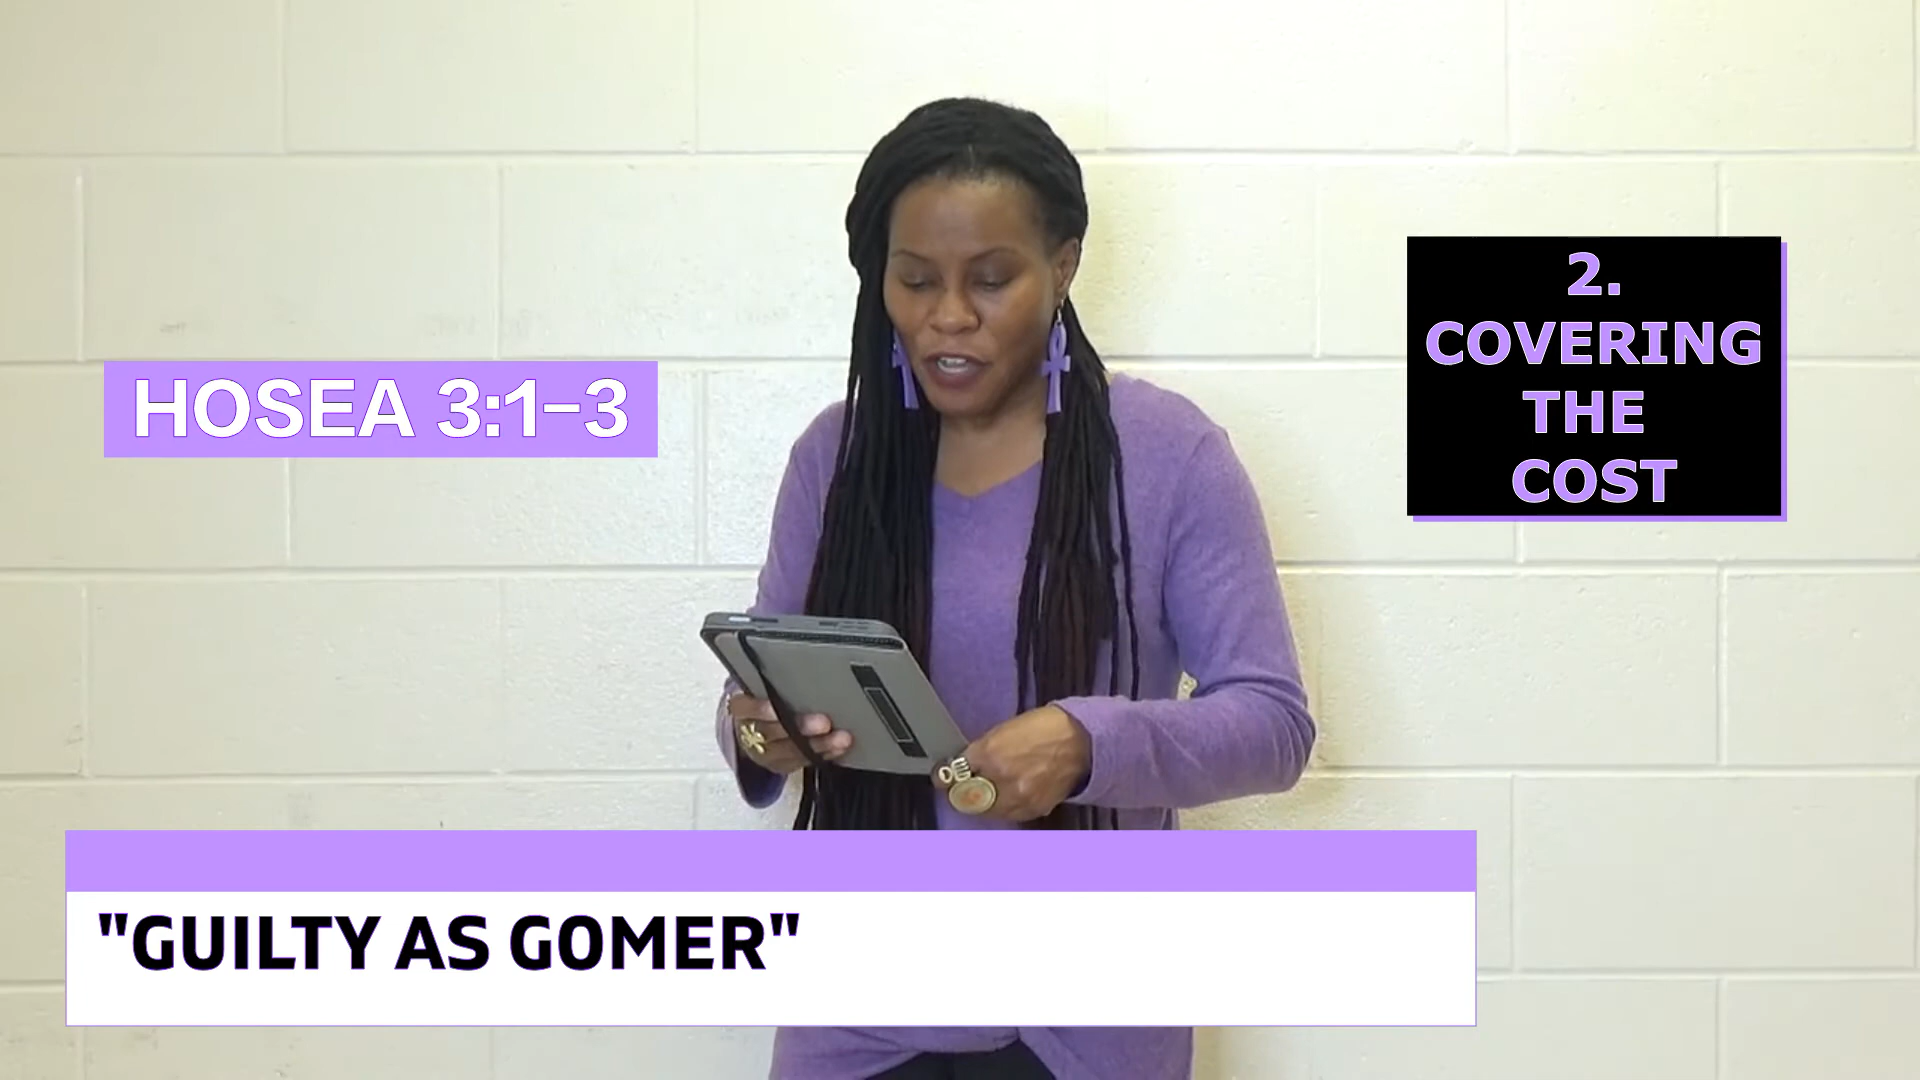 HOSEA 3:1–3
2.
COVERING
THE
COST
"GUILTY AS GOMER"